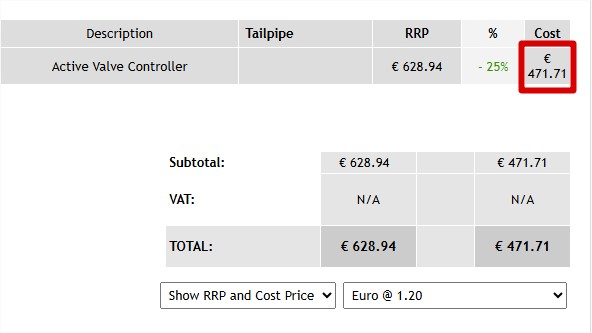 Description Tailpipe RRP % Cost
Active Valve Controller € 628.94 - 25% €
471.71
Subtotal: € 628.94 € 471.71
VAT: N/A N/A
TOTAL: € 628.94 € 471.71
Show RRP and Cost Price Euro @ 1.20